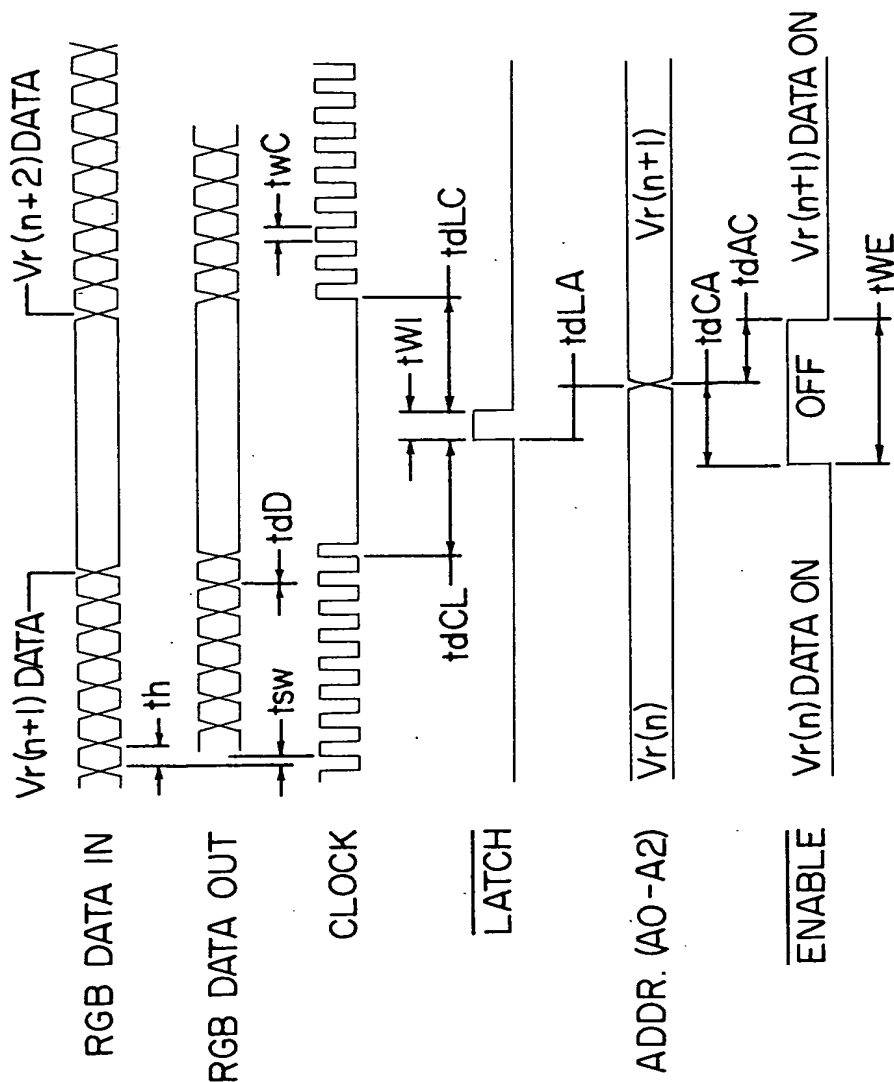 Vr(n+1)DATA
Vr(n+2)DATA
RGB DATA IN
th
RGB DATA OUT
tsw
tdD
twC
CLOCK
tdCL
tWI
tdLC
LATCH
tdLA
ADDR. (A0-A2)
Vr(n)
Vr(n+1)
tdCA
tdAC
ENABLE
Vr(n)DATA ON
OFF
Vr(n+1)DATA ON
tWE